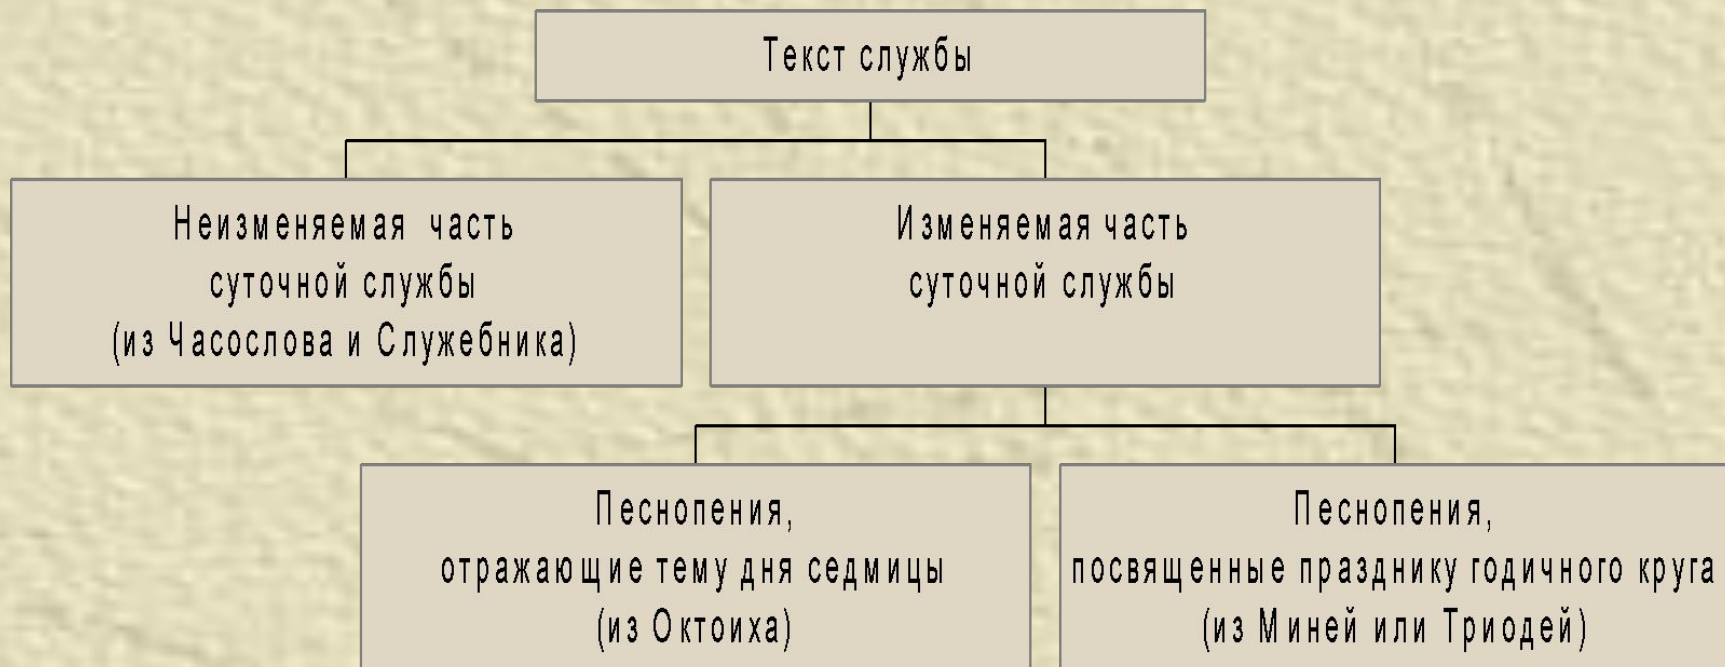 Текст службы
Неизменяемая часть
суточной службы
(из Часослова и Служебника)
Изменяемая часть
суточной службы
Песнопения,
отражающие тему дня седмицы
(из Октоиха)
Песнопения,
посвященные празднику годичного круга
(из Миней или Триодей)